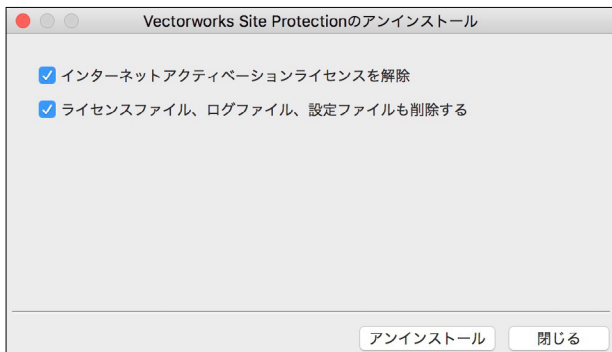 Vectorworks Site Protectionのアンインストール
インターネットアクティベーションライセンスを解除
ライセンスファイル、ログファイル、設定ファイルも削除する
アンインストール 閉じる